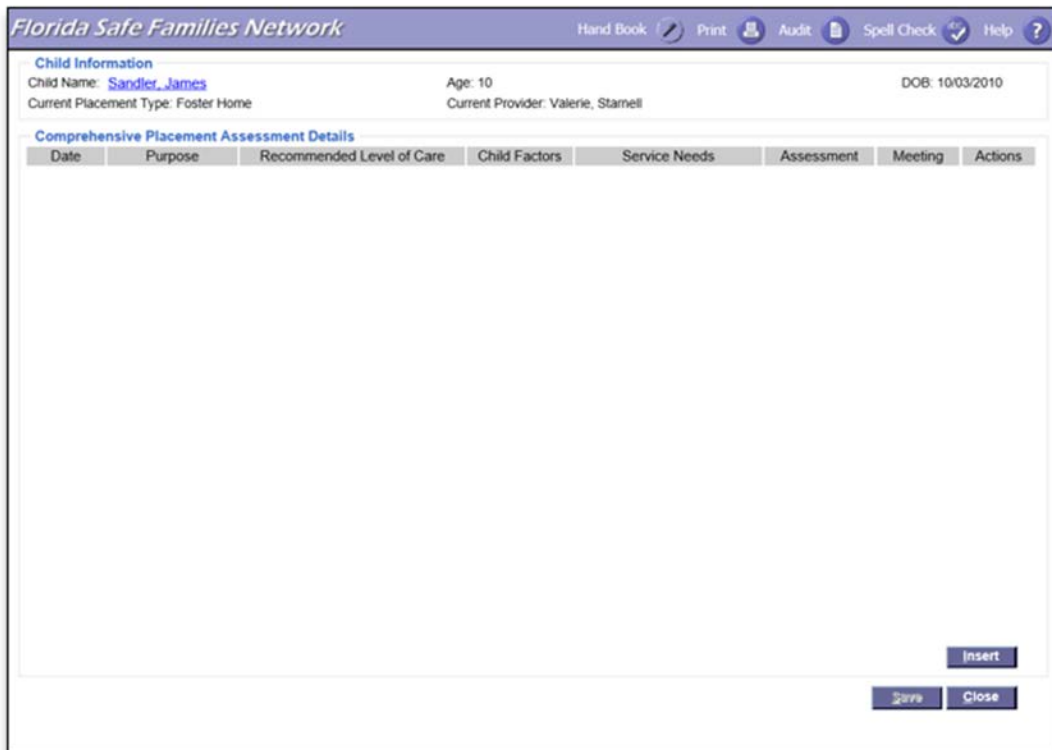 Florida Safe Families Network Hand Book Print Audit Spell Check Help ?
Child Information
Child Name: Sandler, James Age: 10 DOB: 10/03/2010
Current Placement Type: Foster Home Current Provider: Valerie, Starnell
Comprehensive Placement Assessment Details
Date Purpose Recommended Level of Care Child Factors Service Needs Assessment Meeting Actions
Insert
Save Close